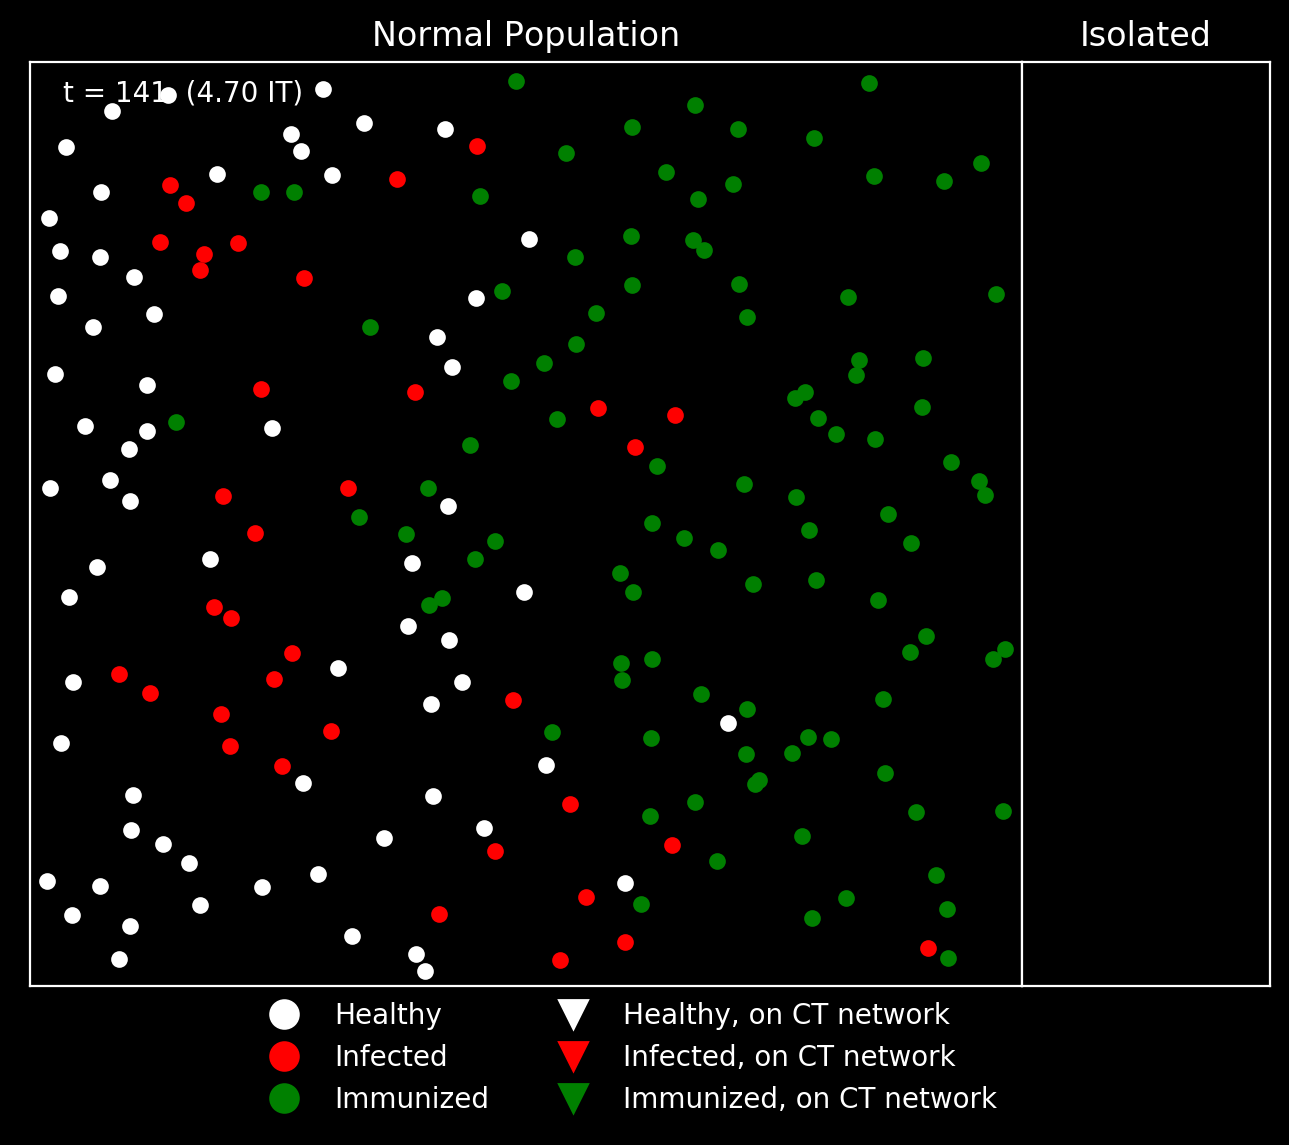 Normal Population
Isolated
t = 141 (4.70 IT)
Healthy
Infected
Immunized
Healthy, on CT network
Infected, on CT network
Immunized, on CT network